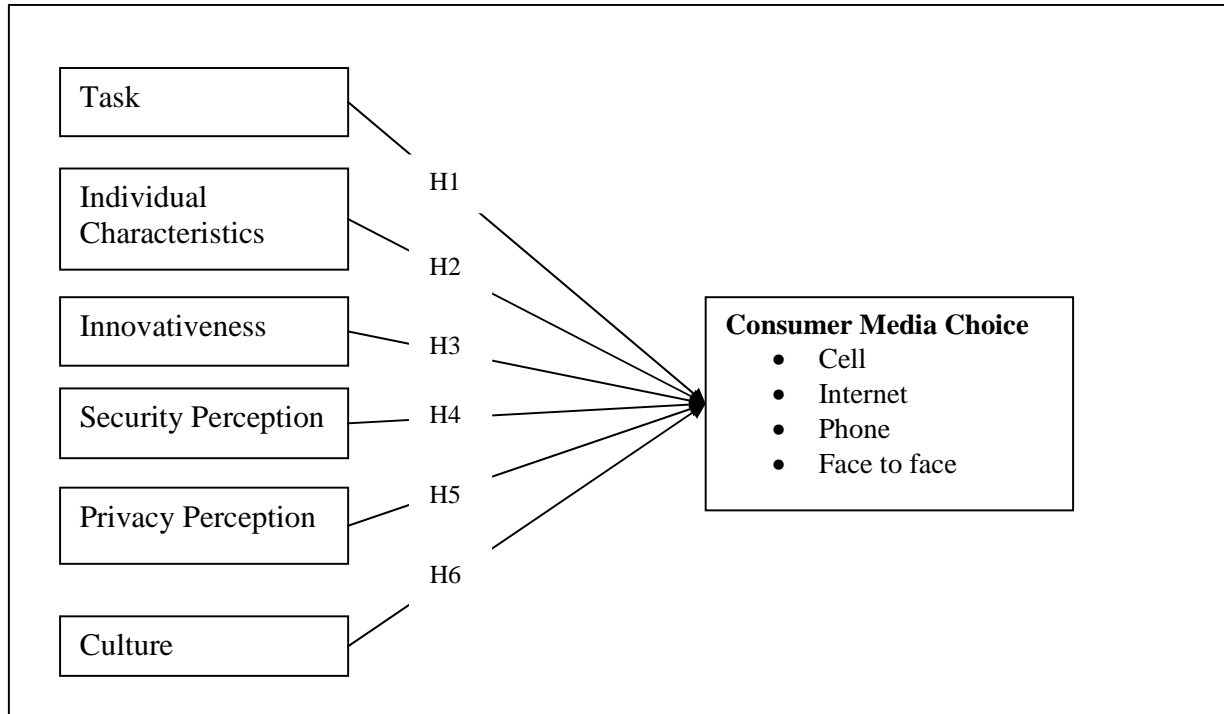 Task
H1
Individual
Characteristics
H2
Innovativeness
H3
Security Perception
H4
Privacy Perception
H5
Culture
H6
Consumer Media Choice
• Cell
• Internet
• Phone
• Face to face